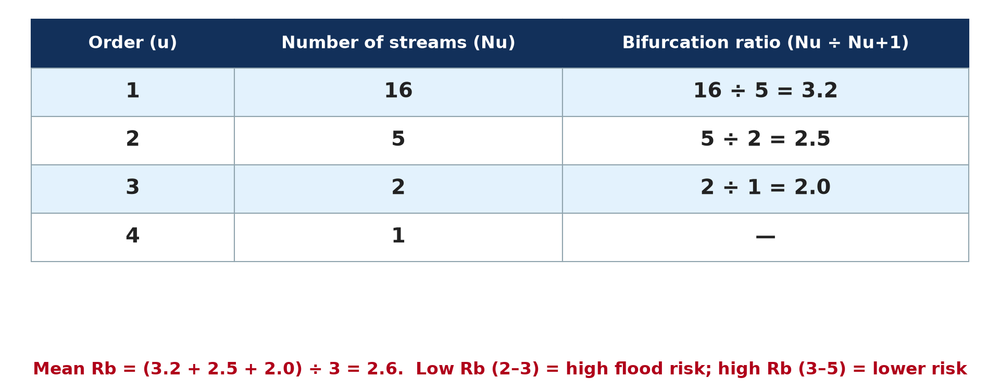 Order (u) Number of streams (Nu) Bifurcation ratio (Nu ÷ Nu+1)
1 16 16 ÷ 5 = 3.2
2 5 5 ÷ 2 = 2.5
3 2 2 ÷ 1 = 2.0
4 1 —
Mean Rb = (3.2 + 2.5 + 2.0) ÷ 3 = 2.6.  Low Rb (2–3) = high flood risk; high Rb (3–5) = lower risk